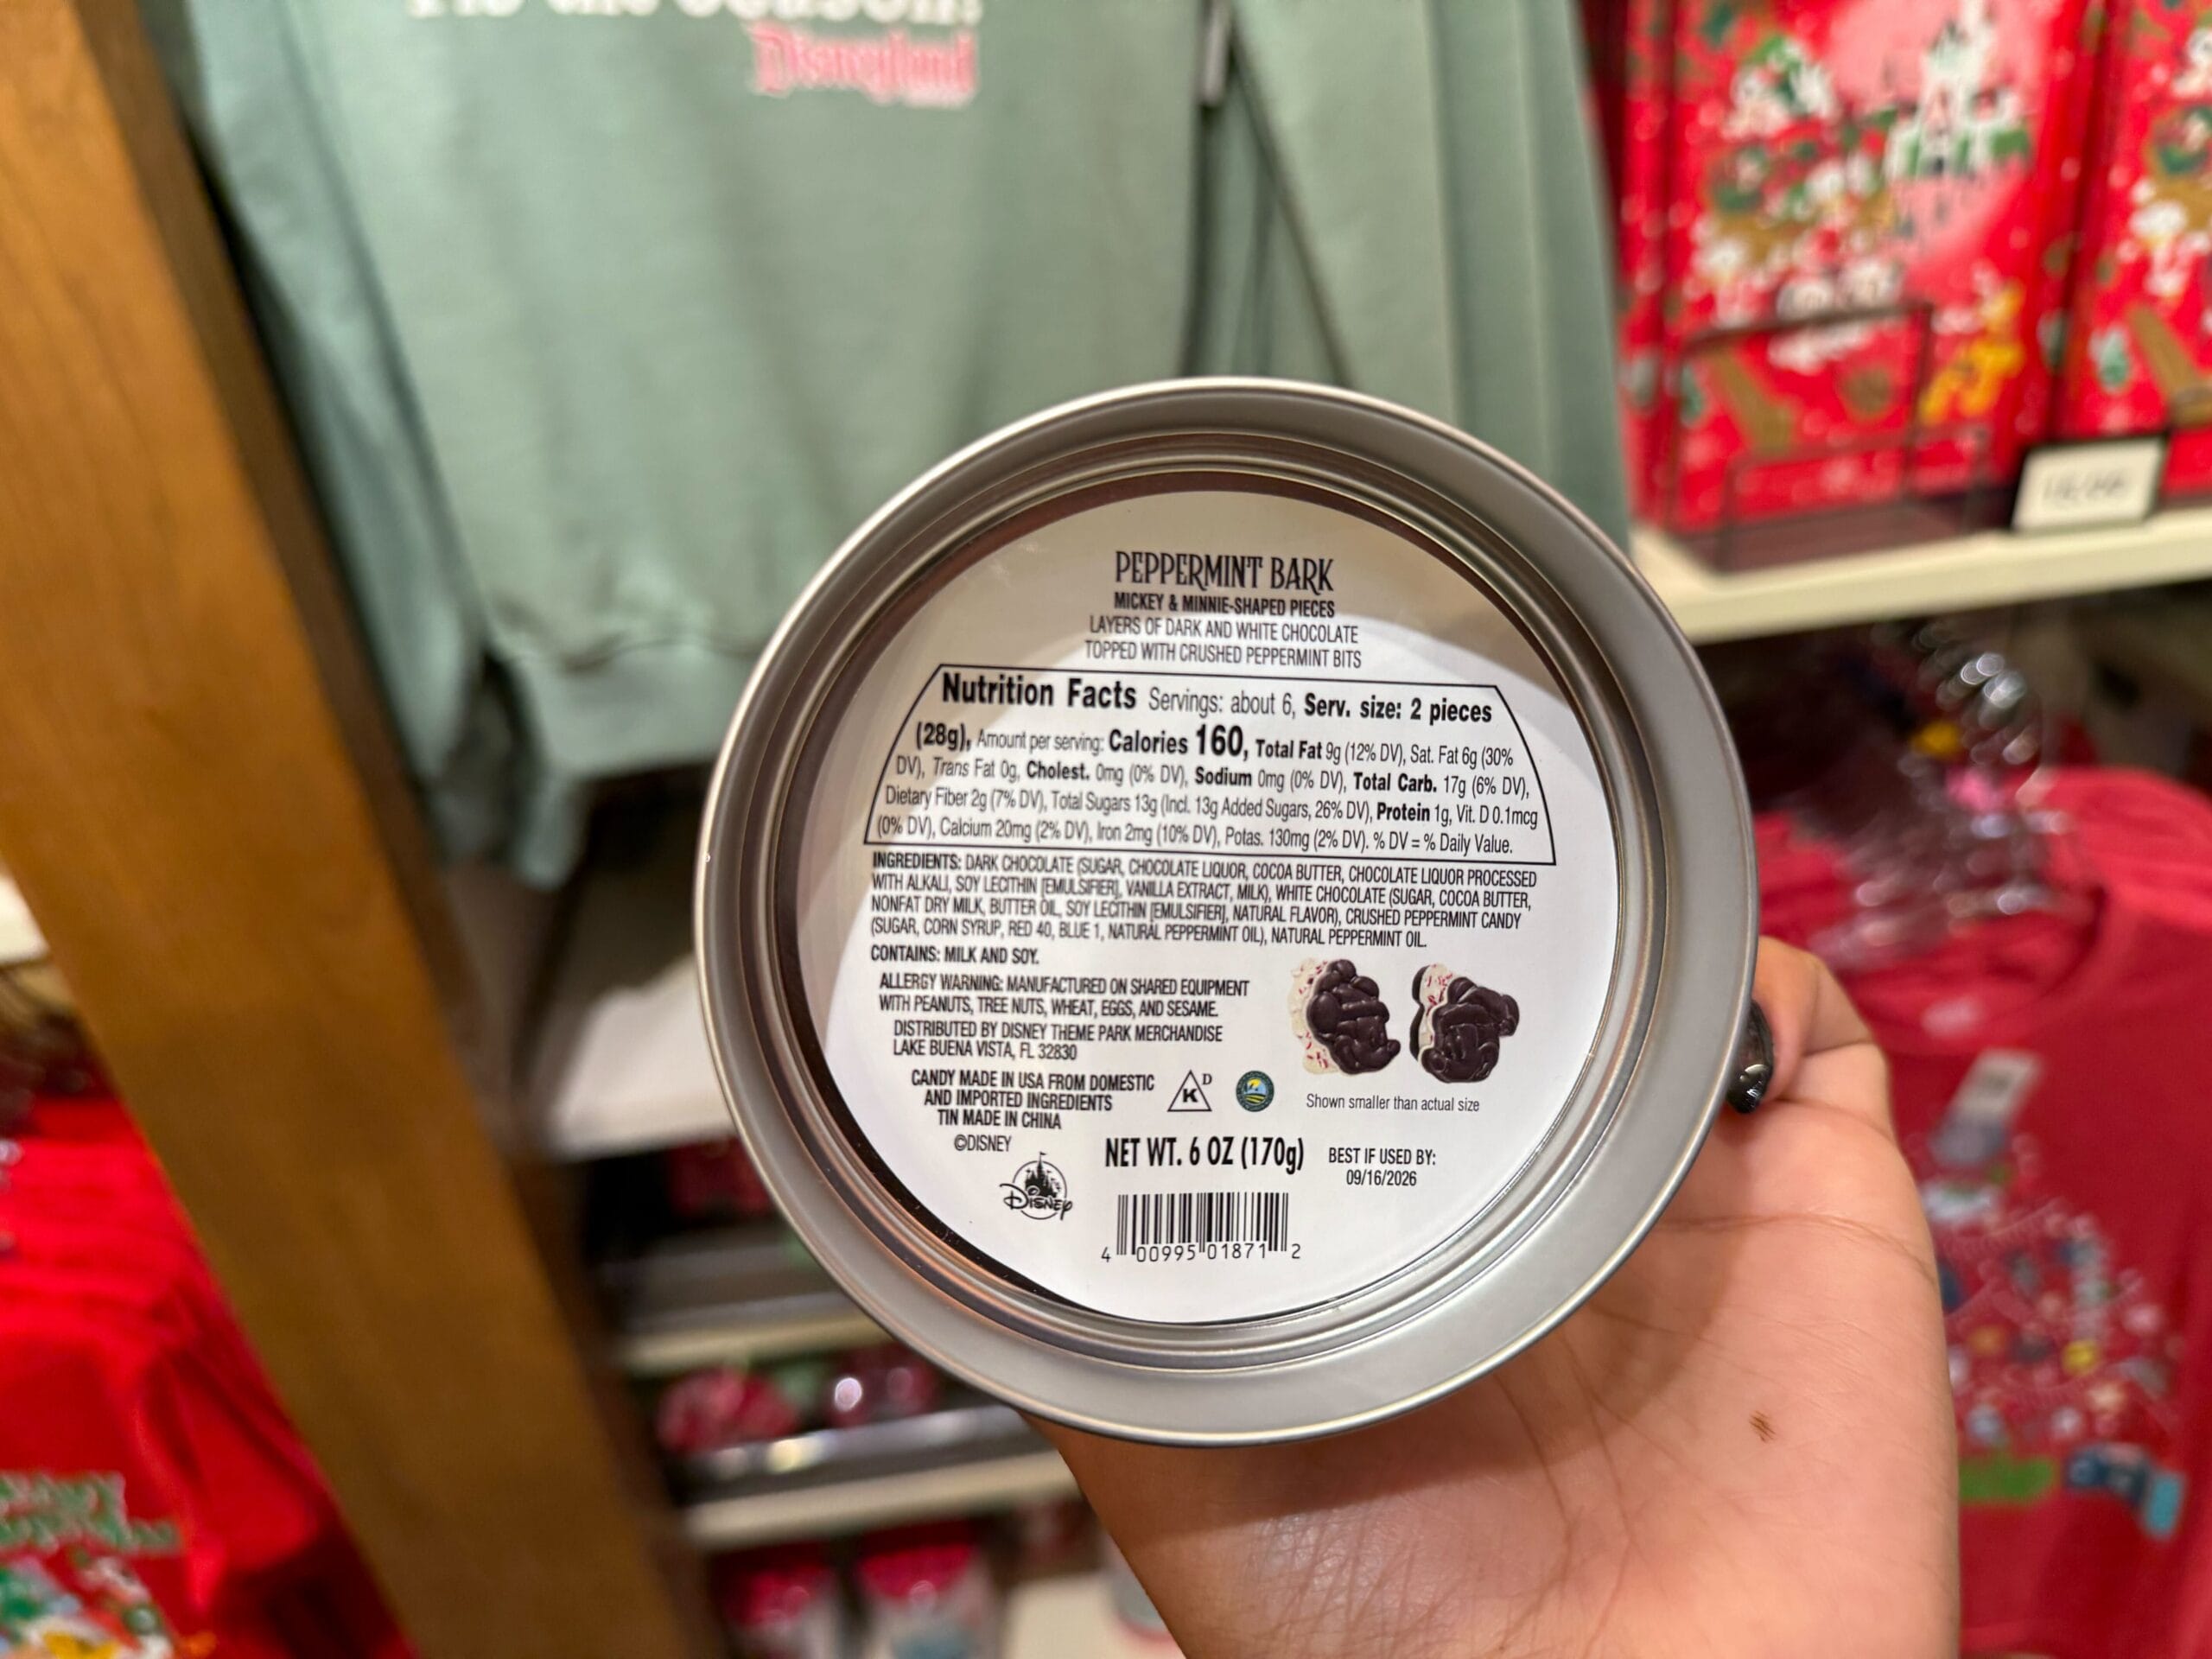 'Tis the Season!
Disneyland
PEPPERMINT BARK
MICKEY & MINNIE-SHAPED PIECES
LAYERS OF DARK AND WHITE CHOCOLATE
TOPPED WITH CRUSHED PEPPERMINT BITS
Nutrition Facts Servings: about 6, Serv. size: 2 pieces
(28g), Amount per serving: Calories 160, Total Fat 9g (12% DV), Sat. Fat 6g (30%
DV), Trans Fat 0g, Cholest. 0mg (0% DV), Sodium 0mg (0% DV), Total Carb. 17g (6% DV),
Dietary Fiber 2g (7% DV), Total Sugars 13g (Incl. 13g Added Sugars, 26% DV), Protein 1g, Vit. D 0.1mcg
(0% DV), Calcium 20mg (2% DV), Iron 2mg (10% DV), Potas. 130mg (2% DV). % DV = % Daily Value.
INGREDIENTS: DARK CHOCOLATE (SUGAR, CHOCOLATE LIQUOR, COCOA BUTTER, CHOCOLATE LIQUOR PROCESSED
WITH ALKALI, SOY LECITHIN [EMULSIFIER], VANILLA EXTRACT, MILK), WHITE CHOCOLATE (SUGAR, COCOA BUTTER,
NONFAT DRY MILK, BUTTER OIL, SOY LECITHIN [EMULSIFIER], NATURAL FLAVOR), CRUSHED PEPPERMINT CANDY
(SUGAR, CORN SYRUP, RED 40, BLUE 1, NATURAL PEPPERMINT OIL), NATURAL PEPPERMINT OIL.
CONTAINS: MILK AND SOY.
ALLERGY WARNING: MANUFACTURED ON SHARED EQUIPMENT
WITH PEANUTS, TREE NUTS, WHEAT, EGGS, AND SESAME.
DISTRIBUTED BY DISNEY THEME PARK MERCHANDISE
LAKE BUENA VISTA, FL 32830
CANDY MADE IN USA FROM DOMESTIC
AND IMPORTED INGREDIENTS
TIN MADE IN CHINA
©DISNEY
K D
Shown smaller than actual size
DISNEY
NET WT. 6 OZ (170g)
BEST IF USED BY:
09/16/2026
4 00995 01871 2